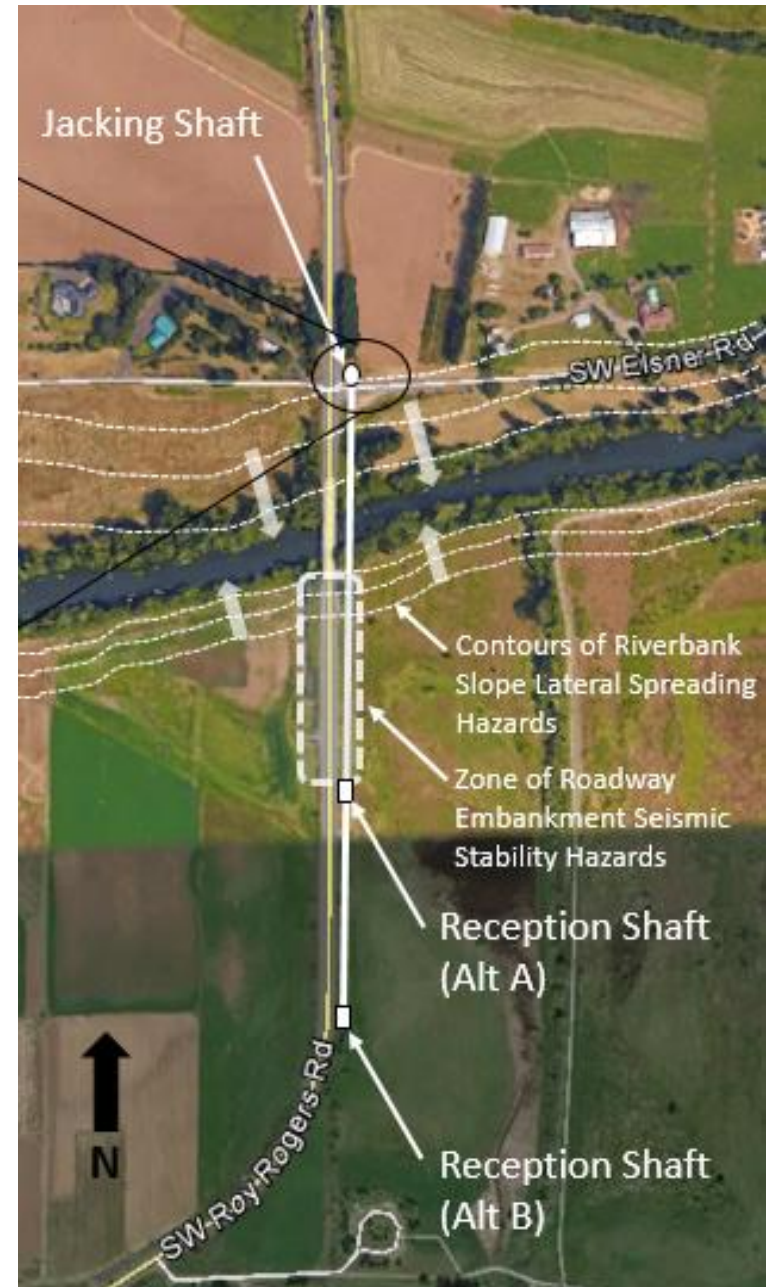 Jacking Shaft
SW Elsner Rd
Contours of Riverbank
Slope Lateral Spreading
Hazards
Zone of Roadway
Embankment Seismic
Stability Hazards
Reception Shaft
(Alt A)
N
SW Roy Rogers Rd
Reception Shaft
(Alt B)